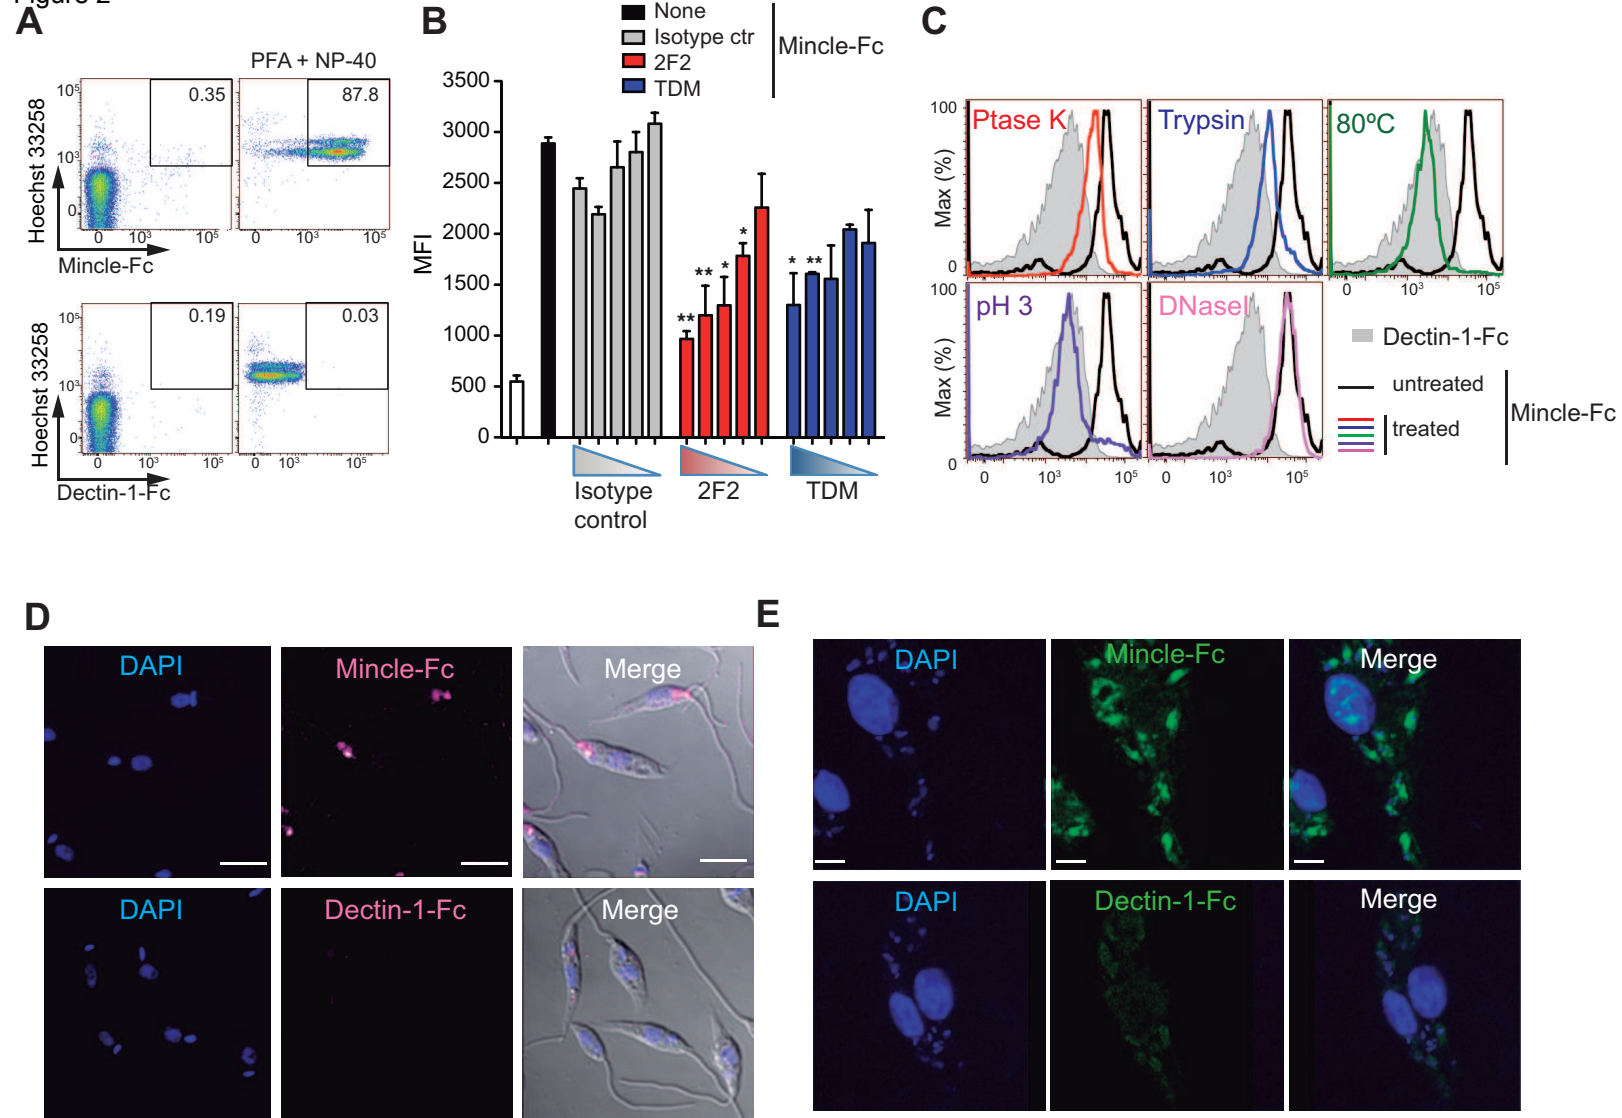 Figure 2
A
PFA + NP-40
Hoechst 33258
10⁵
10³
0
0.35
87.8
0 10³ 10⁵
0 10³ 10⁵
Mincle-Fc
Hoechst 33258
10⁵
10³
0
0.19
0.03
0 10³ 10⁵
0 10³ 10⁵
Dectin-1-Fc
B
None
Isotype ctr
2F2
TDM
Mincle-Fc
MFI
3500
3000
2500
2000
1500
1000
500
0
** ** * *
* **
Isotype control
2F2
TDM
C
Max (%)
100
0
Ptase K
Trypsin
80ºC
0 10³ 10⁵
Max (%)
100
0
pH 3
DNaseI
0 10³ 10⁵
0 10³ 10⁵
Dectin-1-Fc
untreated
treated
Mincle-Fc
D
DAPI
Mincle-Fc
Merge
DAPI
Dectin-1-Fc
Merge
E
DAPI
Mincle-Fc
Merge
DAPI
Dectin-1-Fc
Merge